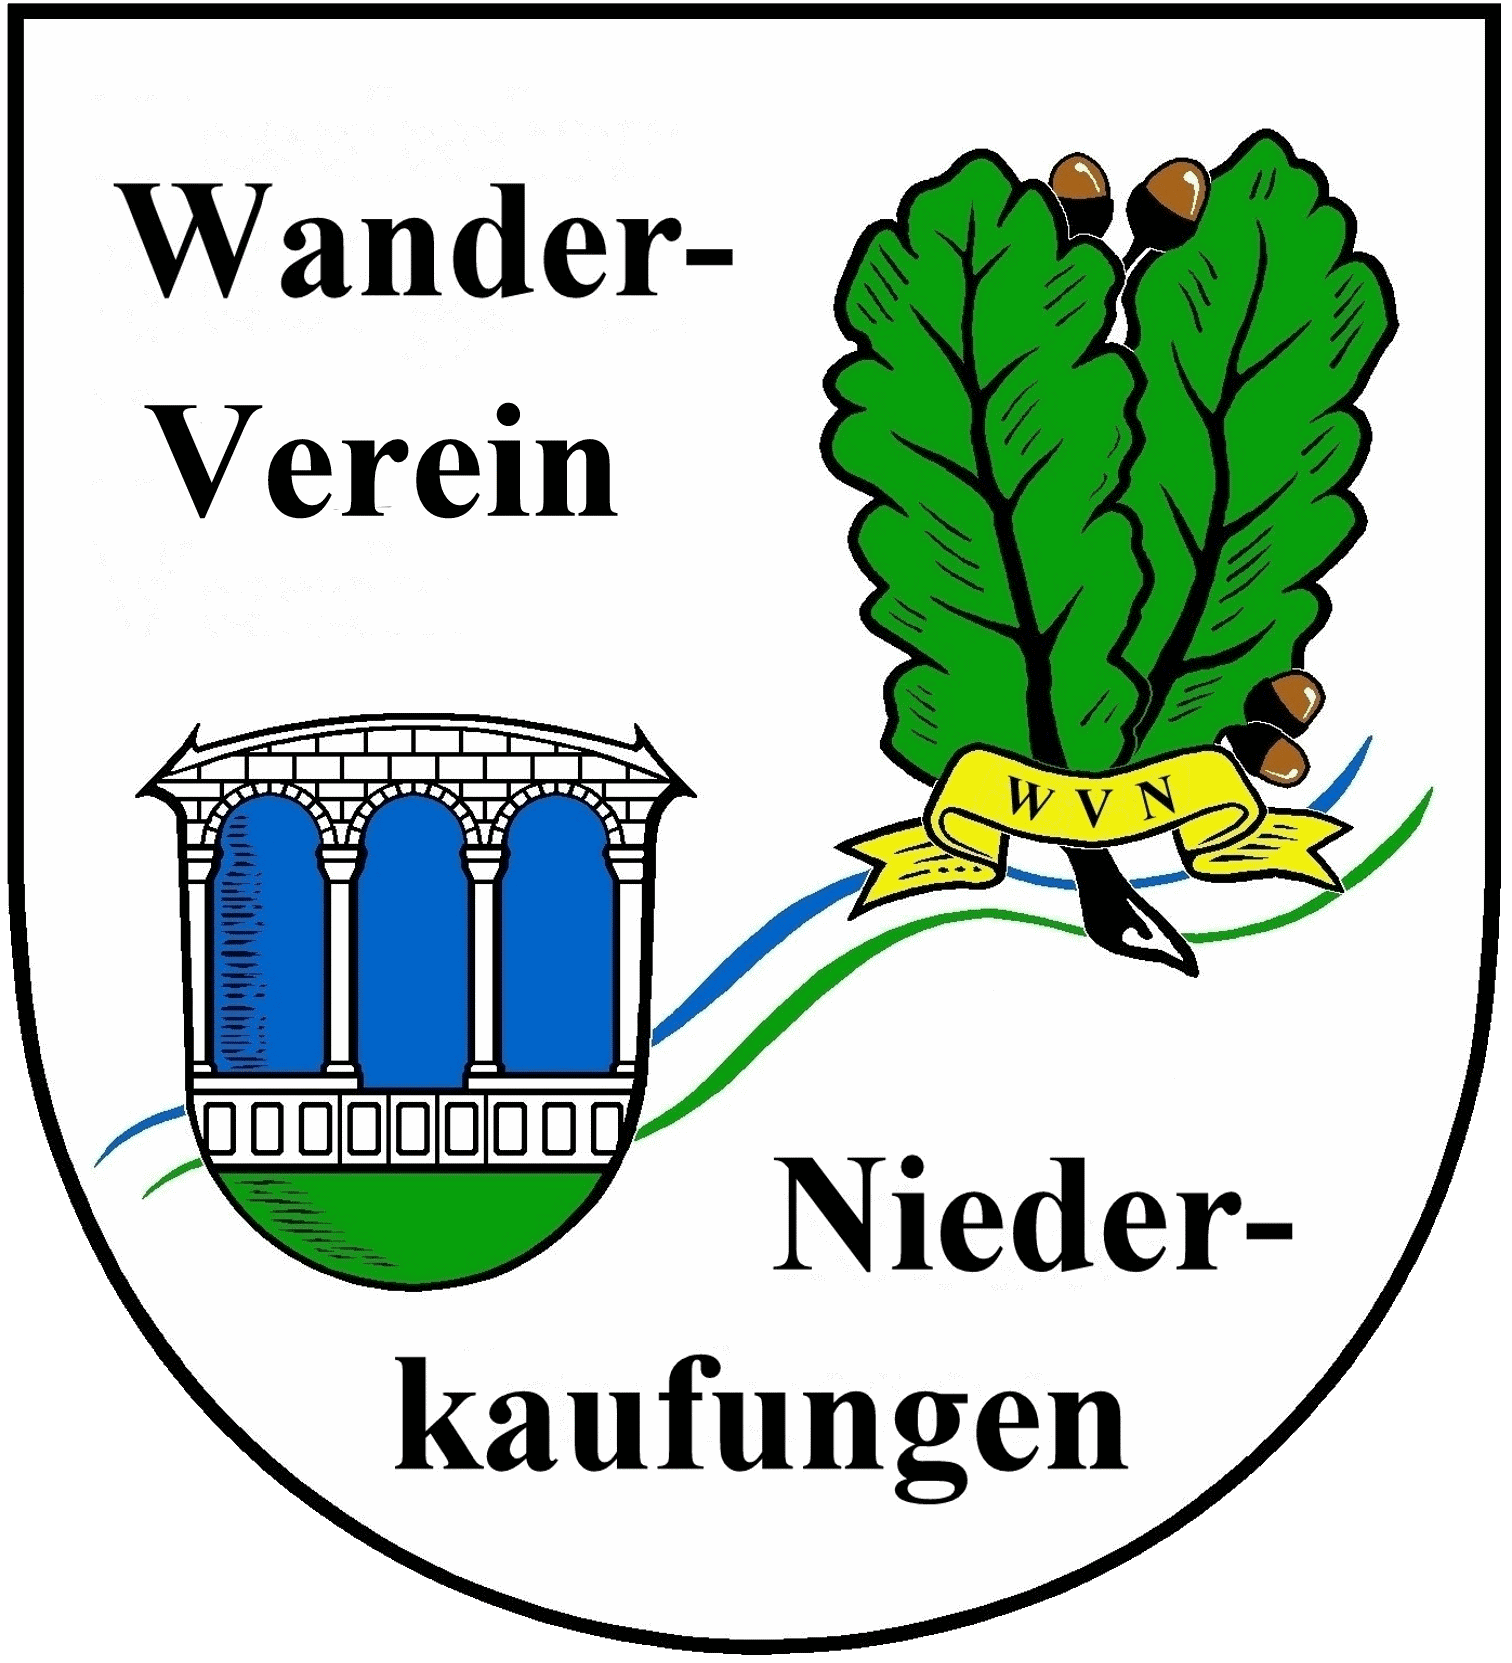 Wander-
Verein
WVN
Nieder-
kaufungen